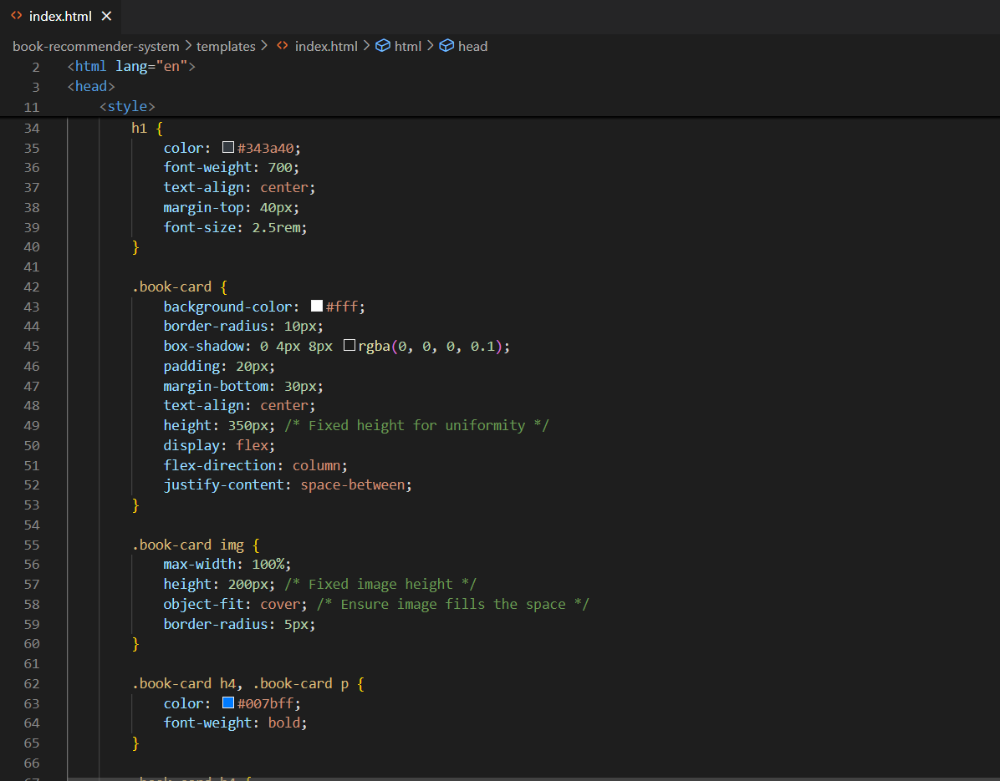 index.html
book-recommender-system > templates > index.html > html > head
2 <html lang="en">
3 <head>
11 <style>
34 h1 {
35 color: #343a40;
36 font-weight: 700;
37 text-align: center;
38 margin-top: 40px;
39 font-size: 2.5rem;
40 }
41
42 .book-card {
43 background-color: #fff;
44 border-radius: 10px;
45 box-shadow: 0 4px 8px rgba(0, 0, 0, 0.1);
46 padding: 20px;
47 margin-bottom: 30px;
48 text-align: center;
49 height: 350px; /* Fixed height for uniformity */
50 display: flex;
51 flex-direction: column;
52 justify-content: space-between;
53 }
54
55 .book-card img {
56 max-width: 100%;
57 height: 200px; /* Fixed image height */
58 object-fit: cover; /* Ensure image fills the space */
59 border-radius: 5px;
60 }
61
62 .book-card h4, .book-card p {
63 color: #007bff;
64 font-weight: bold;
65 }
66
67 .book-card h4 {